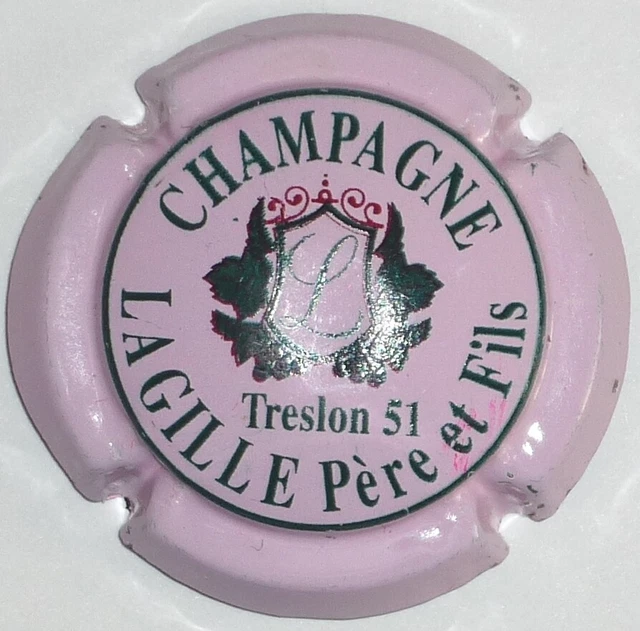 CHAMPAGNE
L
Treslon 51
LAGILLE Père et Fils